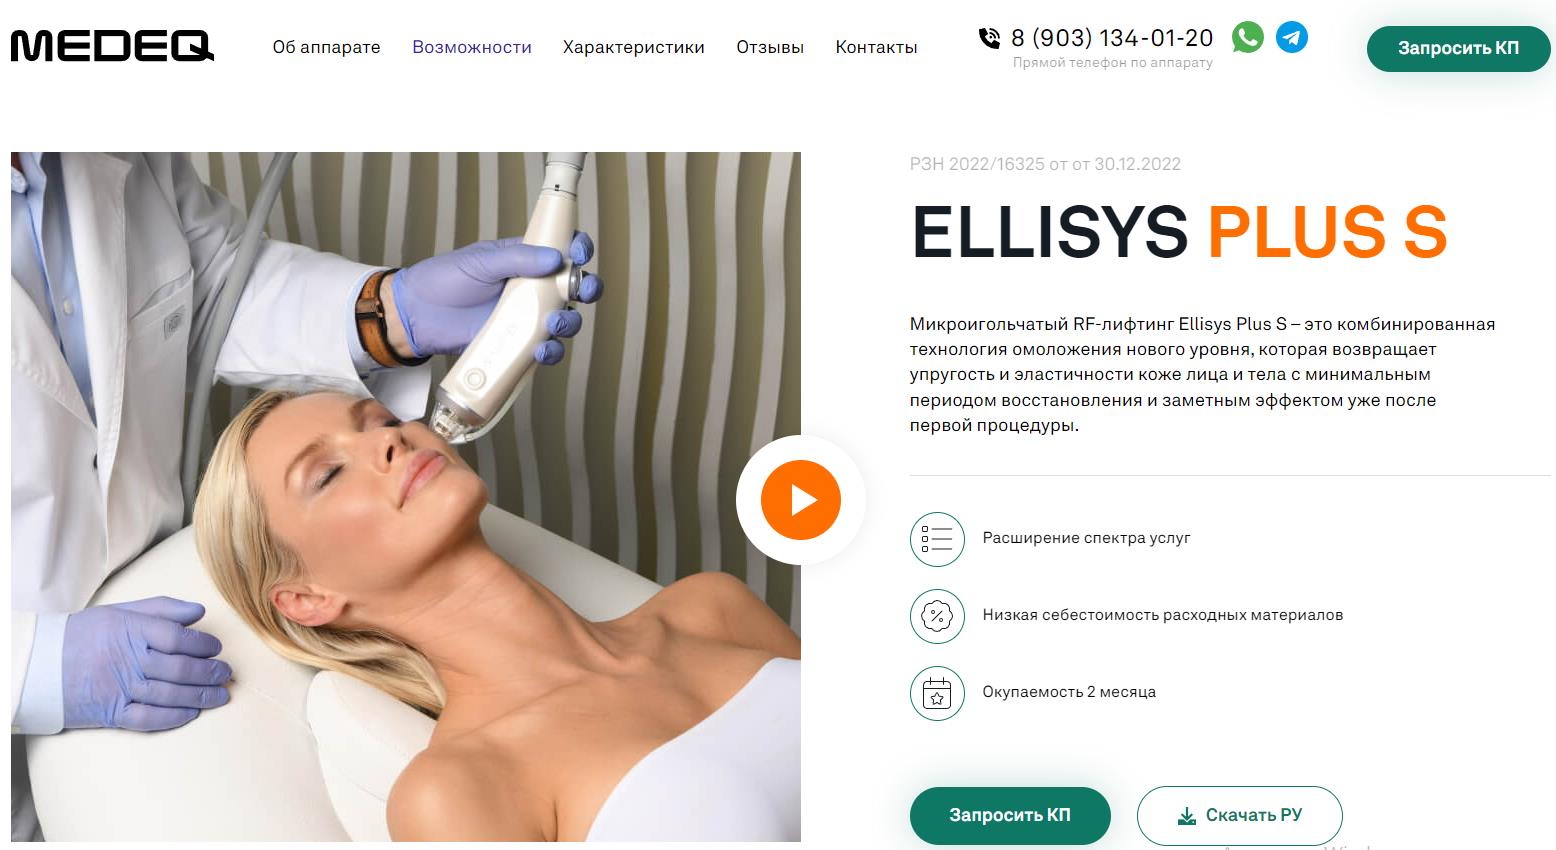 MEDEQ
Об аппарате
Возможности
Характеристики
Отзывы
Контакты
8 (903) 134-01-20
Прямой телефон по аппарату
Запросить КП
РЗН 2022/16325 от от 30.12.2022
ELLISYS PLUS S
Микроигольчатый RF-лифтинг Ellisys Plus S – это комбинированная
технология омоложения нового уровня, которая возвращает
упругость и эластичности коже лица и тела с минимальным
периодом восстановления и заметным эффектом уже после
первой процедуры.
Расширение спектра услуг
Низкая себестоимость расходных материалов
Окупаемость 2 месяца
Запросить КП
Скачать РУ